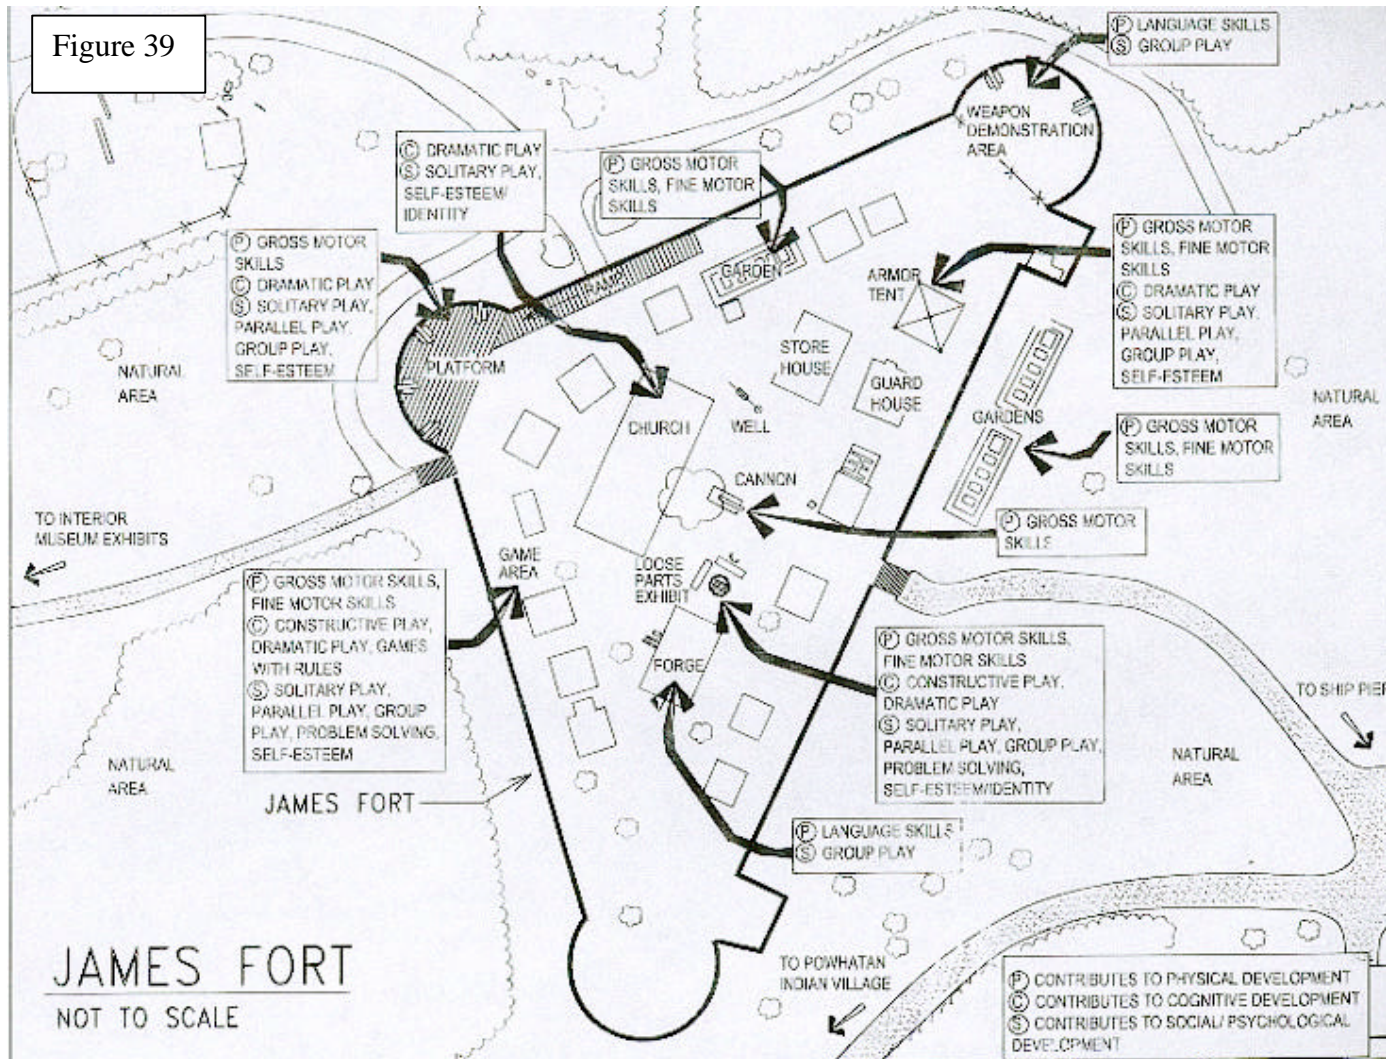 Figure 39
Ⓟ LANGUAGE SKILLS
Ⓢ GROUP PLAY
WEAPON
DEMONSTRATION
AREA
Ⓒ DRAMATIC PLAY
Ⓢ SOLITARY PLAY,
SELF-ESTEEM/
IDENTITY
Ⓟ GROSS MOTOR
SKILLS, FINE MOTOR
SKILLS
Ⓟ GROSS MOTOR
SKILLS
Ⓒ DRAMATIC PLAY
Ⓢ SOLITARY PLAY,
PARALLEL PLAY,
GROUP PLAY,
SELF-ESTEEM
Ⓟ GROSS MOTOR
SKILLS, FINE MOTOR
SKILLS
Ⓒ DRAMATIC PLAY
Ⓢ SOLITARY PLAY,
PARALLEL PLAY,
GROUP PLAY,
SELF-ESTEEM
RAMP
GARDEN
ARMOR
TENT
PLATFORM
STORE
HOUSE
GUARD
HOUSE
NATURAL
AREA
NATURAL
AREA
CHURCH
WELL
GARDENS
Ⓟ GROSS MOTOR
SKILLS, FINE MOTOR
SKILLS
CANNON
Ⓟ GROSS MOTOR
SKILLS
TO INTERIOR
MUSEUM EXHIBITS
GAME
AREA
LOOSE
PARTS
EXHIBIT
Ⓟ GROSS MOTOR SKILLS,
FINE MOTOR SKILLS
Ⓒ CONSTRUCTIVE PLAY,
DRAMATIC PLAY, GAMES
WITH RULES
Ⓢ SOLITARY PLAY,
PARALLEL PLAY, GROUP
PLAY, PROBLEM SOLVING,
SELF-ESTEEM
Ⓟ GROSS MOTOR SKILLS,
FINE MOTOR SKILLS
Ⓒ CONSTRUCTIVE PLAY,
DRAMATIC PLAY
Ⓢ SOLITARY PLAY,
PARALLEL PLAY, GROUP PLAY,
PROBLEM SOLVING,
SELF-ESTEEM/IDENTITY
FORGE
TO SHIP PIER
NATURAL
AREA
NATURAL
AREA
JAMES FORT
Ⓟ LANGUAGE SKILLS
Ⓢ GROUP PLAY
JAMES FORT
NOT TO SCALE
TO POWHATAN
INDIAN VILLAGE
Ⓟ CONTRIBUTES TO PHYSICAL DEVELOPMENT
Ⓒ CONTRIBUTES TO COGNITIVE DEVELOPMENT
Ⓢ CONTRIBUTES TO SOCIAL/ PSYCHOLOGICAL
DEVELOPMENT